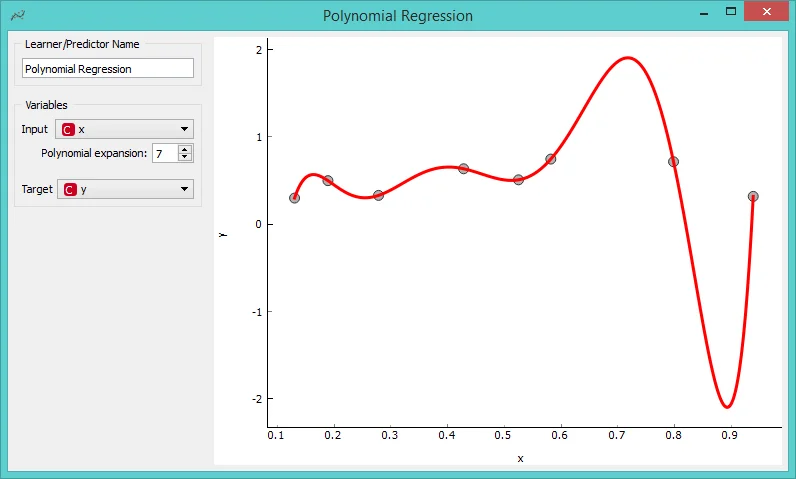 Polynomial Regression
Learner/Predictor Name
Polynomial Regression
Variables
Input C x
Polynomial expansion: 7
Target C y
2
1
0
-1
-2
y
0.1 0.2 0.3 0.4 0.5 0.6 0.7 0.8 0.9
x